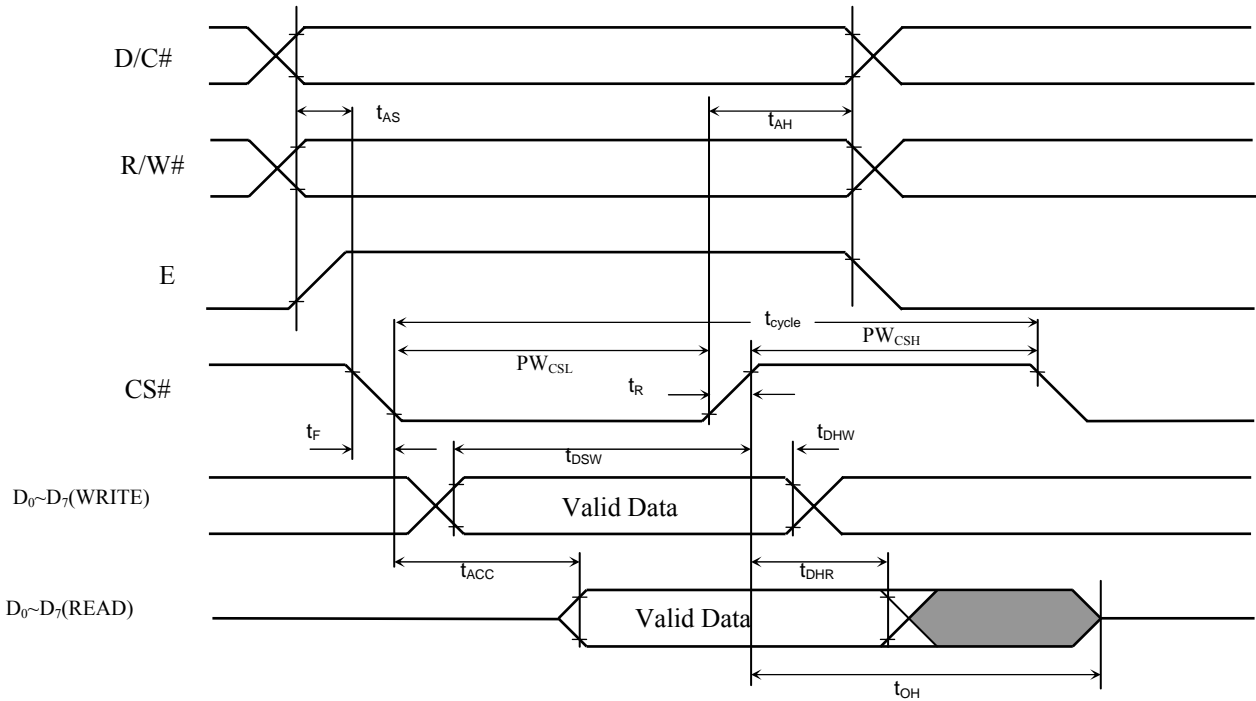 D/C#
tAS
tAH
R/W#
E
tcycle
PWCSH
PWCSL
CS#
tR
tF
tDSW
tDHW
D0~D7(WRITE)
Valid Data
tACC
tDHR
D0~D7(READ)
Valid Data
tOH